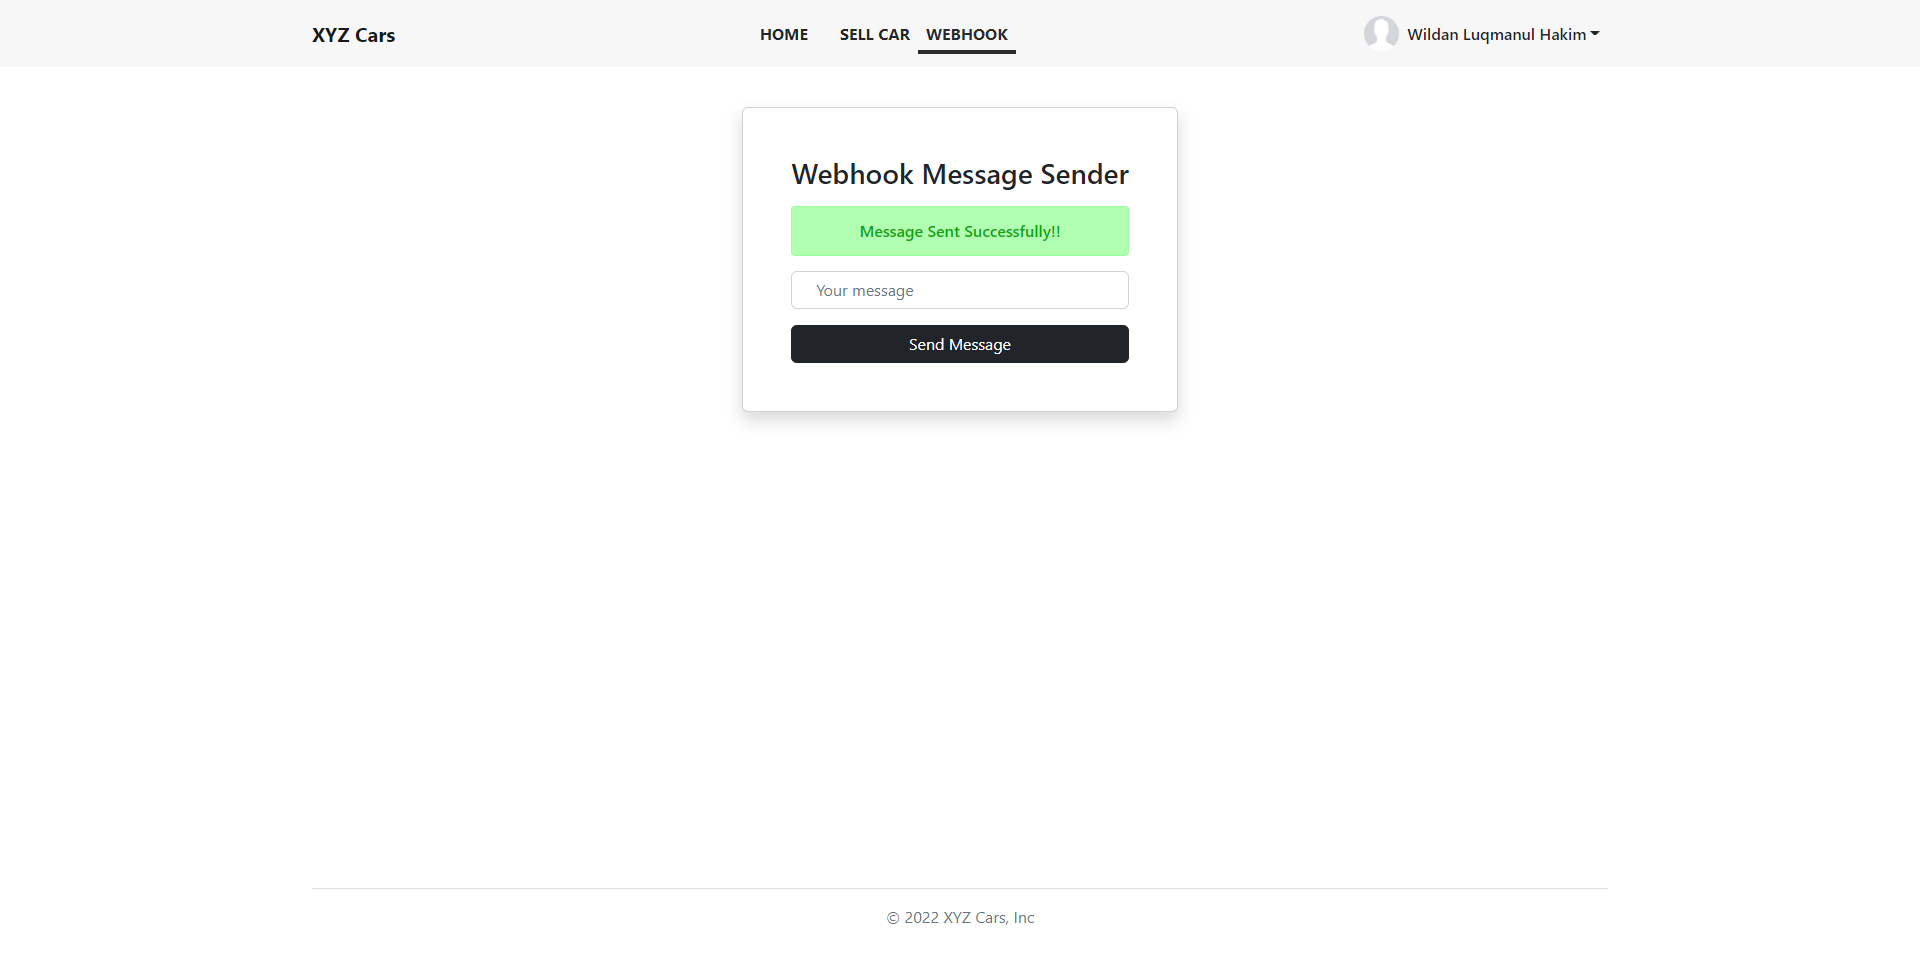 XYZ Cars
HOME
SELL CAR
WEBHOOK
Wildan Luqmanul Hakim
Webhook Message Sender
Message Sent Successfully!!
Your message
Send Message
© 2022 XYZ Cars, Inc